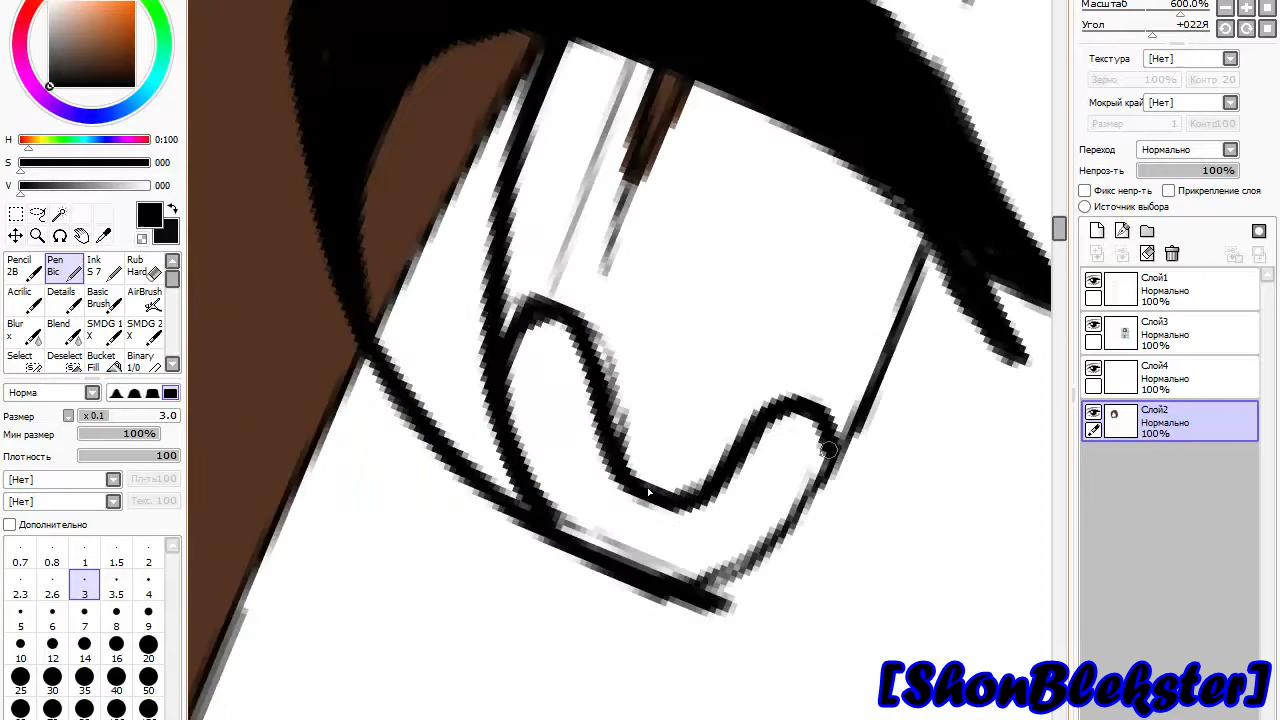 Масштаб 600.0%
Угол +022Я
Текстура [Нет]
Зерно 100% Контр 20
Мокрый край [Нет]
Размер 1 Контр100
Переход Нормально
Непроз-ть 100%
Фикс непр-ть Прикрепление слоя
Источник выбора
H 0:100
S 000
V 000
Pencil 2B
Pen Bic
Ink S 7
Rub Hard
Acrilic
Details
Basic Brush
AirBrush
Blur x
Blend
SMDG 1 x
SMDG 2 x
Select
Deselect
Bucket Fill
Binary 1/0
Норма
Размер x 0.1 3.0
Мин размер 100%
Плотность 100
[Нет] Пл-ть100
[Нет] Текс. 100
Дополнительно
0.7 0.8 1 1.5 2
2.3 2.6 3 3.5 4
5 6 7 8 9
10 12 14 16 20
25 30 35 40 50
Слой1
Нормально
100%
Слой3
Нормально
100%
Слой4
Нормально
100%
Слой2
Нормально
100%
[ShonBlekster]